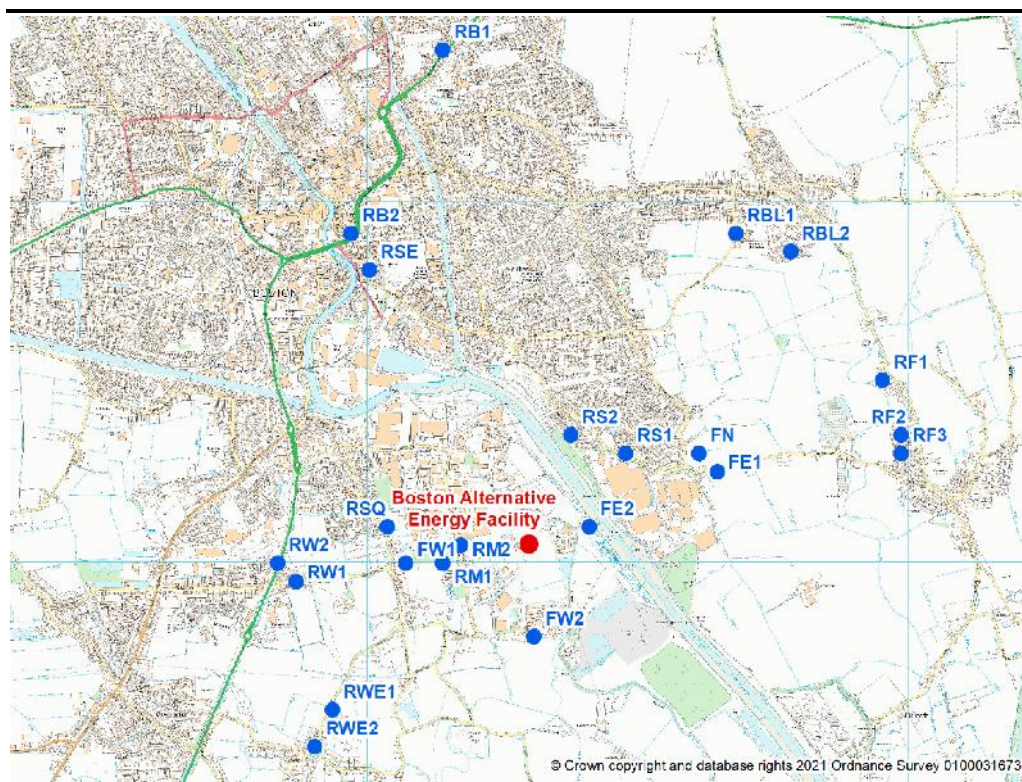 RB1
RB2
RBL1
RSE
RBL2
BOSTON
RF1
RS2
RF2
RS1
FN
RF3
FE1
Boston Alternative
Energy Facility
RSQ
FE2
RW2
FW1
RM2
RW1
RM1
FW2
RWE1
RWE2
© Crown copyright and database rights 2021 Ordnance Survey 0100031673